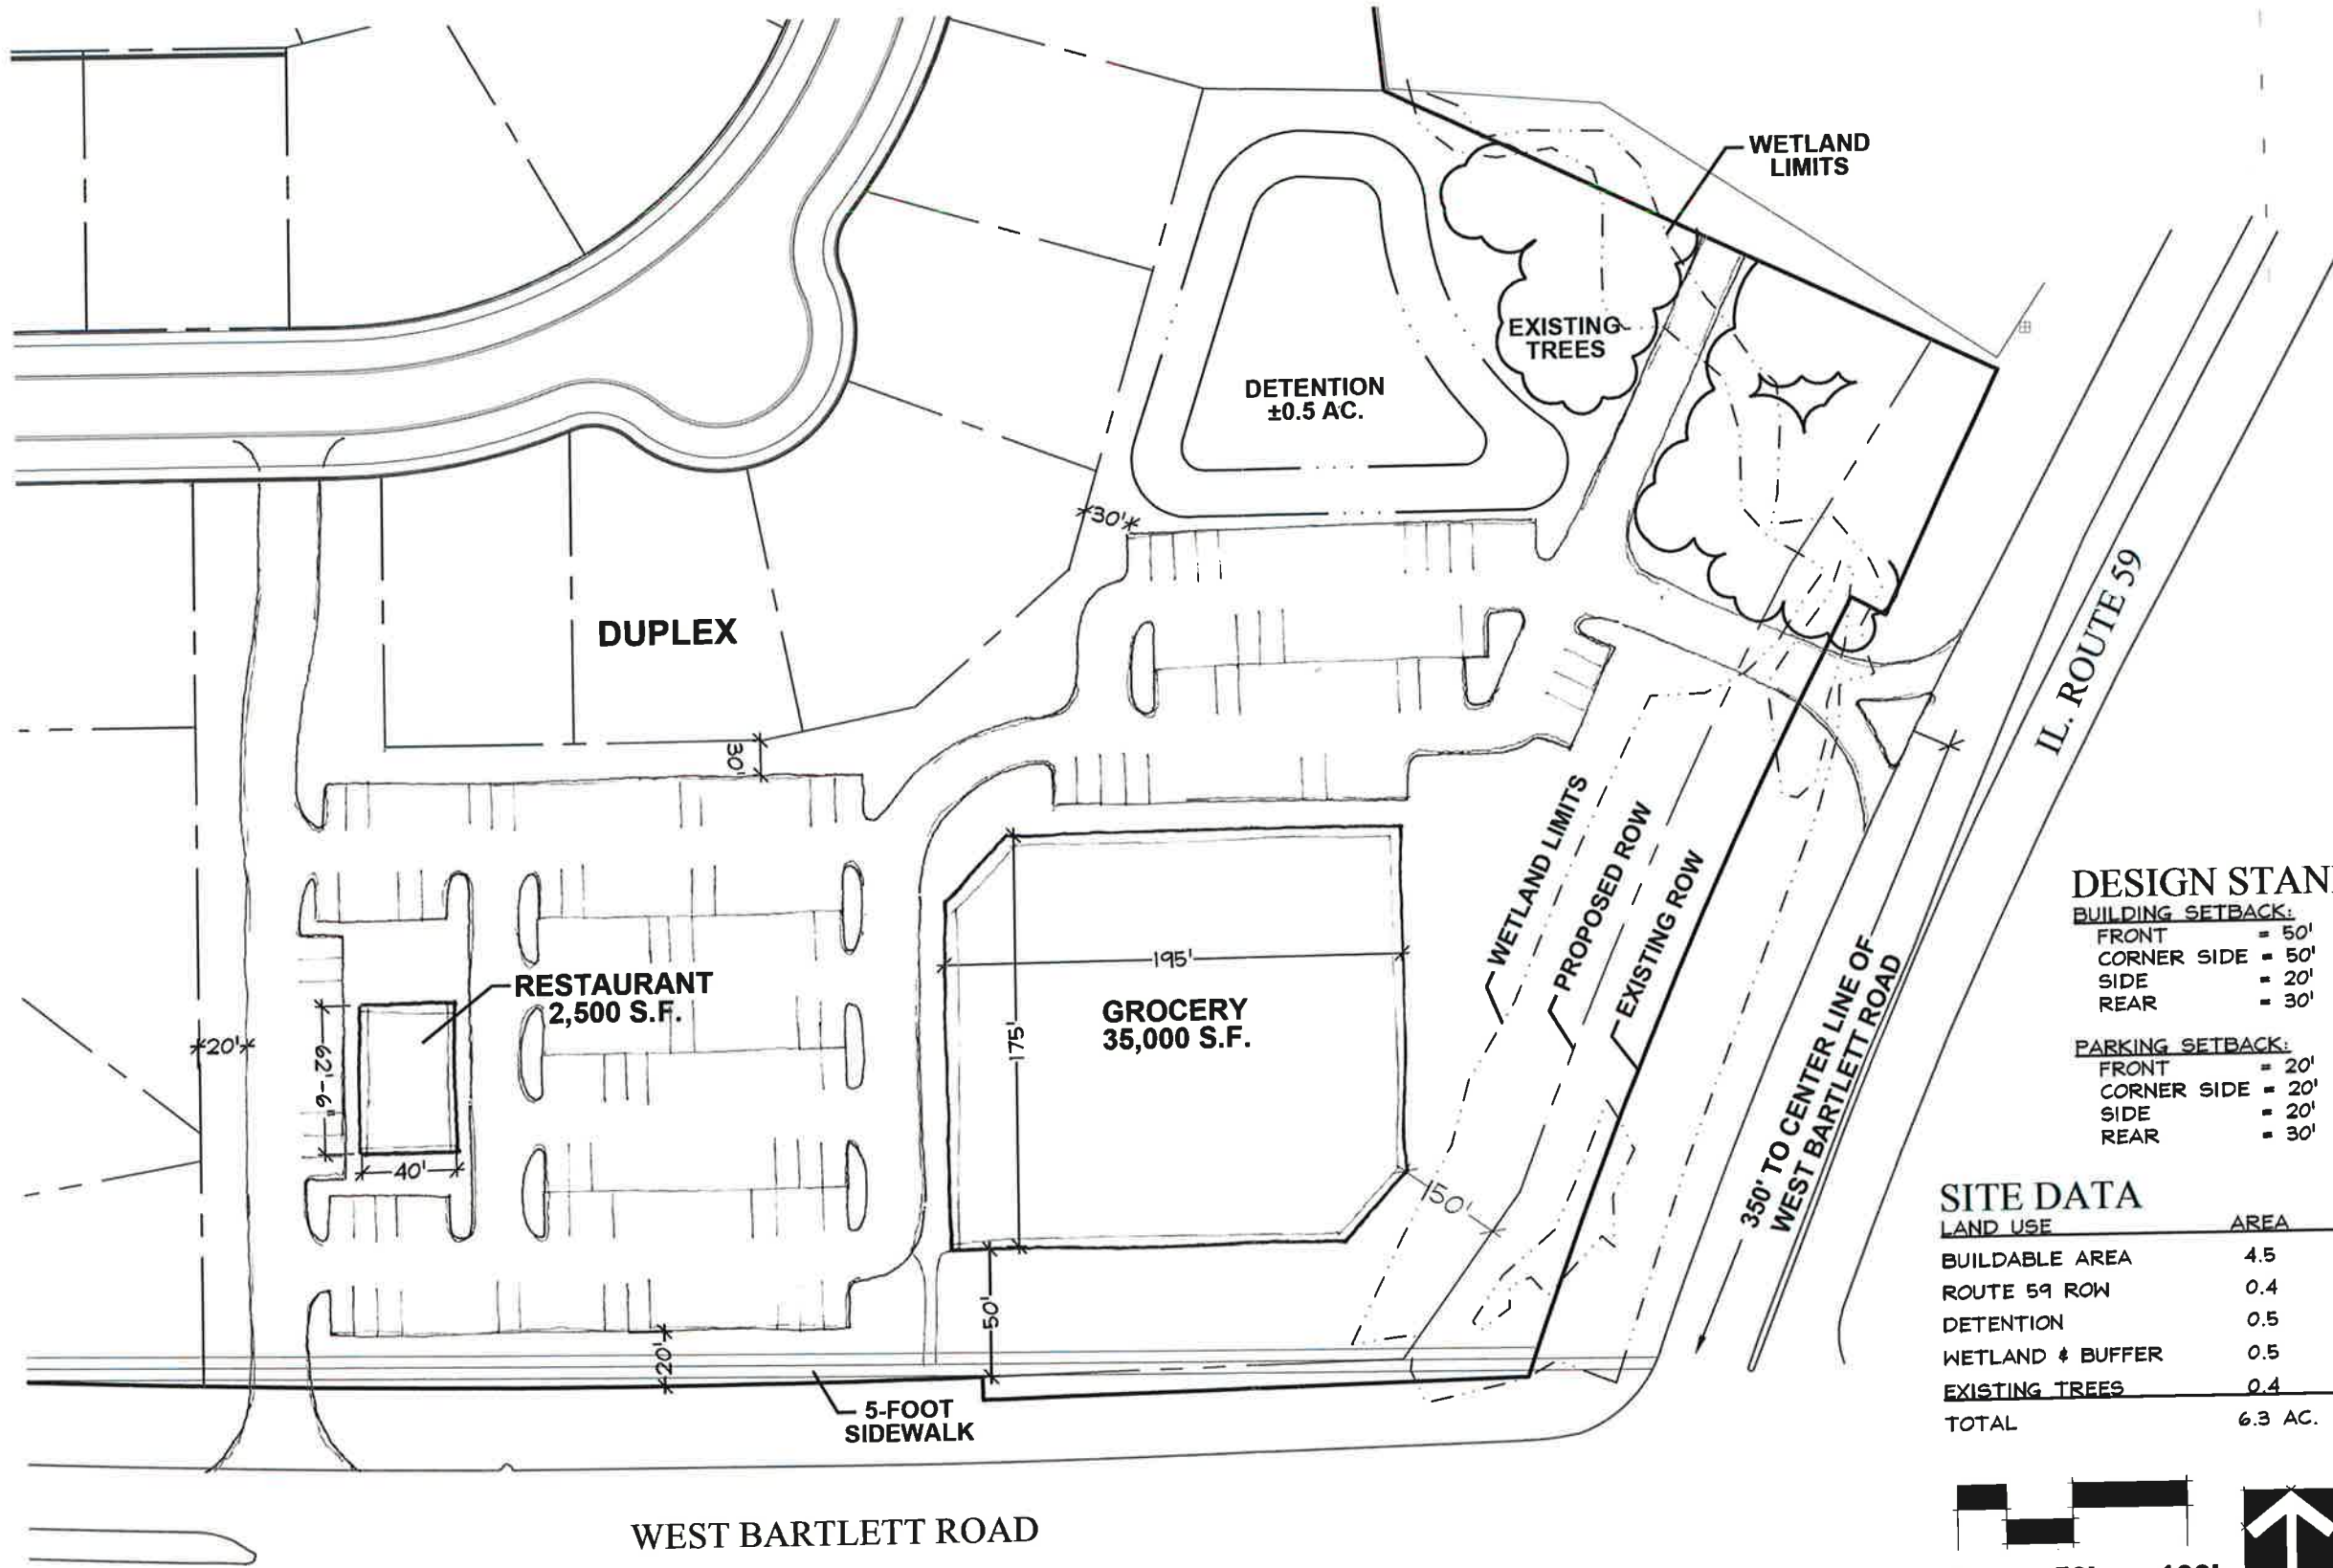 WETLAND
LIMITS
EXISTING
TREES
DETENTION
±0.5 AC.
30'
DUPLEX
30'
IL. ROUTE 59
RESTAURANT
2,500 S.F.
20'
62'-6"
40'
195'
175'
GROCERY
35,000 S.F.
WETLAND LIMITS
PROPOSED ROW
EXISTING ROW
350' TO CENTER LINE OF
WEST BARTLETT ROAD
50'
50'
20'
5-FOOT
SIDEWALK
WEST BARTLETT ROAD
DESIGN STAN
BUILDING SETBACK:
FRONT = 50'
CORNER SIDE = 50'
SIDE = 20'
REAR = 30'
PARKING SETBACK:
FRONT = 20'
CORNER SIDE = 20'
SIDE = 20'
REAR = 30'
SITE DATA
LAND USE AREA
BUILDABLE AREA 4.5
ROUTE 59 ROW 0.4
DETENTION 0.5
WETLAND & BUFFER 0.5
EXISTING TREES 0.4
TOTAL 6.3 AC.